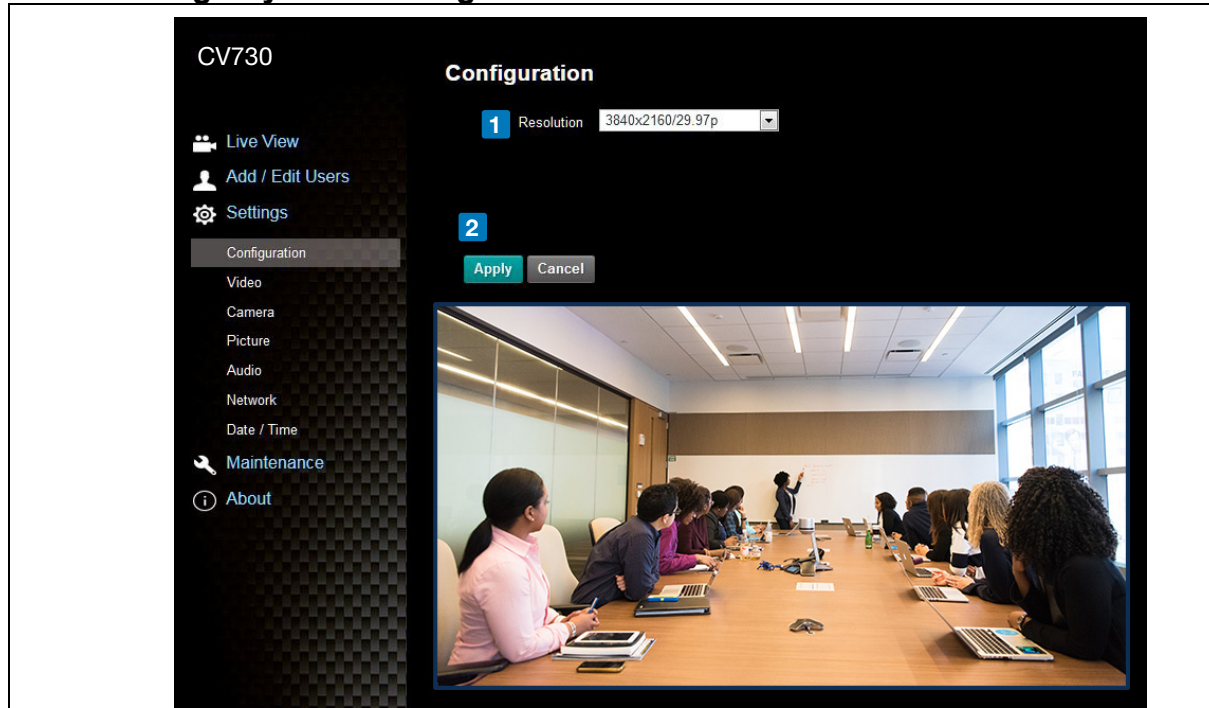 CV730
Live View
Add / Edit Users
Settings
Configuration
Video
Camera
Picture
Audio
Network
Date / Time
Maintenance
About
Configuration
1 Resolution 3840x2160/29.97p
2
Apply Cancel